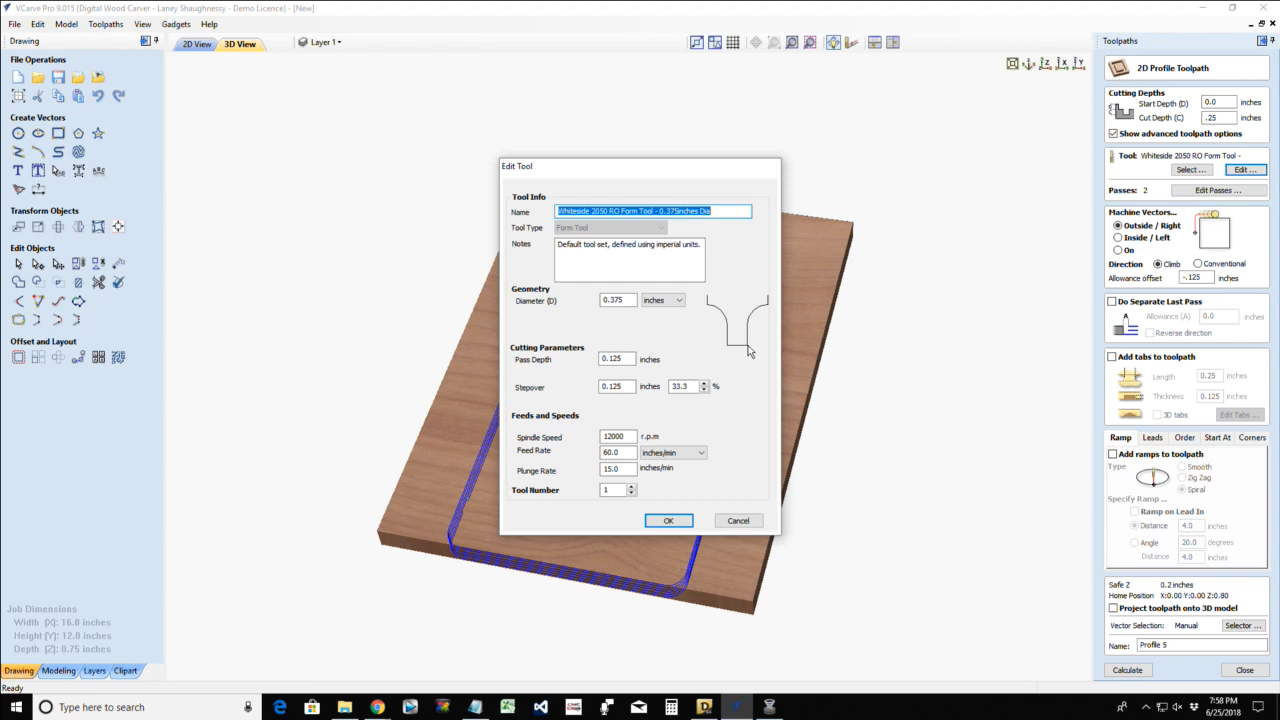 VCarve Pro 9.015 {Digital Wood Carver - Laney Shaughnessy - Demo Licence} - [New]
File Edit Model Toolpaths View Gadgets Help
Drawing
2D View 3D View Layer 1
Toolpaths
File Operations
Create Vectors
Transform Objects
Edit Objects
Offset and Layout
Job Dimensions
Width (X): 16.0 inches
Height (Y): 12.0 inches
Depth (Z): 0.75 inches
Drawing Modeling Layers Clipart
Ready
Edit Tool
Tool Info
Name Whiteside 2050 RO Form Tool - 0.375inches Dia
Tool Type Form Tool
Notes Default tool set, defined using imperial units.
Geometry
Diameter (D) 0.375 inches
Cutting Parameters
Pass Depth 0.125 inches
Stepover 0.125 inches 33.3 %
Feeds and Speeds
Spindle Speed 12000 r.p.m
Feed Rate 60.0 inches/min
Plunge Rate 15.0 inches/min
Tool Number 1
OK Cancel
2D Profile Toolpath
Cutting Depths
Start Depth (D) 0.0 inches
Cut Depth (C) .25 inches
Show advanced toolpath options
Tool: Whiteside 2050 RO Form Tool -
Select ... Edit ...
Passes: 2 Edit Passes ...
Machine Vectors...
Outside / Right
Inside / Left
On
Direction Climb Conventional
Allowance offset -.125 inches
Do Separate Last Pass
Allowance (A) 0.0 inches
Reverse direction
Add tabs to toolpath
Length 0.25 inches
Thickness 0.125 inches
3D tabs Edit Tabs ...
Ramp Leads Order Start At Corners
Add ramps to toolpath
Type Smooth
Zig Zag
Spiral
Specify Ramp ...
Ramp on Lead In
Distance 4.0 inches
Angle 20.0 degrees
Distance 4.0 inches
Safe Z 0.2 inches
Home Position X:0.00 Y:0.00 Z:0.80
Project toolpath onto 3D model
Vector Selection: Manual Selector ...
Name: Profile 5
Calculate Close
Type here to search
7:58 PM
6/25/2018